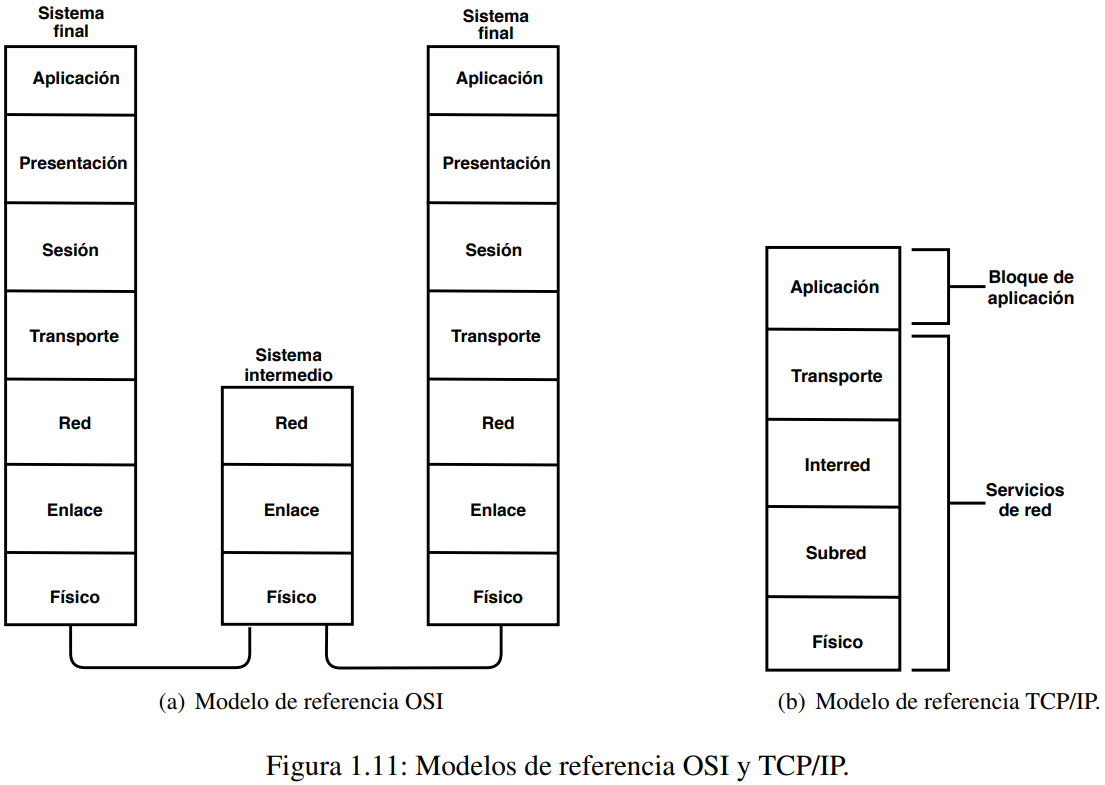 Sistema
final
Aplicación
Presentación
Sesión
Transporte
Red
Enlace
Físico
Sistema
intermedio
Red
Enlace
Físico
Sistema
final
Aplicación
Presentación
Sesión
Transporte
Red
Enlace
Físico
(a) Modelo de referencia OSI
Aplicación
Transporte
Interred
Subred
Físico
Bloque de
aplicación
Servicios
de red
(b) Modelo de referencia TCP/IP.
Figura 1.11: Modelos de referencia OSI y TCP/IP.